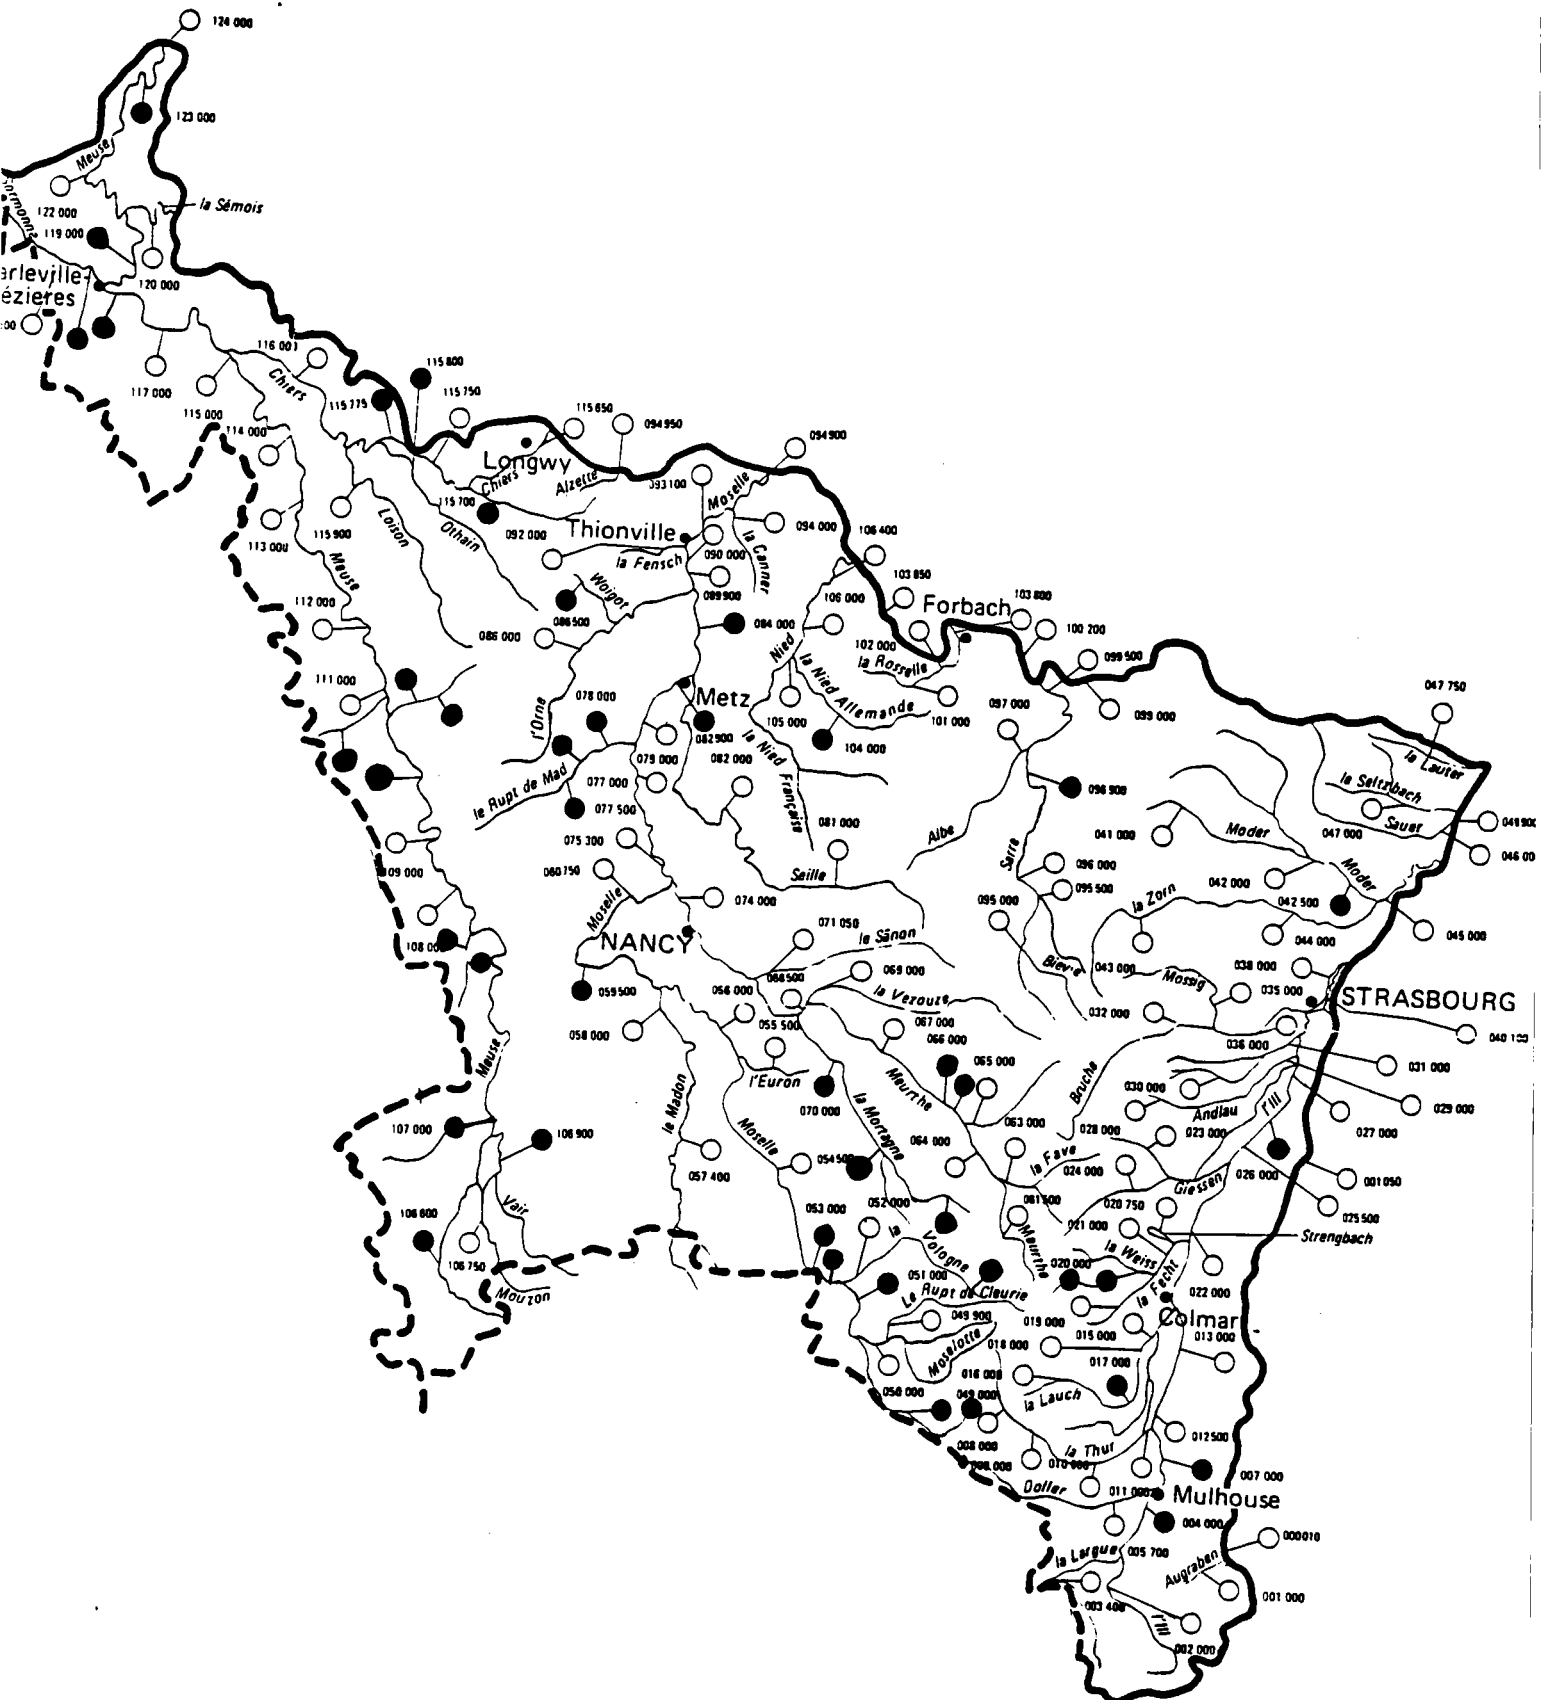 124 000
123 000
Meuse
122 000
la Sémois
119 000
120 000
arleville-
ézieres
116 001
117 000
115 000
Chiers
115 775
115 800
115 750
115 650
094 950
094 900
114 000
Longwy
Chiers
Alzette
093 100
Moselle
115 700
092 000
Thionville
094 000
106 400
113 000
115 900
Loison
Othain
la Fensch
090 000
la Canner
Meuse
Woigot
089 900
103 850
Forbach
103 800
112 000
086 500
086 000
084 000
106 000
102 000
100 200
Nied
la Rosselle
099 500
111 000
la Nied Allemande
l'Orne
078 000
Metz
105 000
101 000
097 000
099 000
047 750
082 900
104 000
la Nied Française
079 000
082 000
la Lauter
le Rupt de Mad
077 000
077 500
096 900
la Seltzbach
075 300
081 000
Albe
041 000
Moder
047 000
Sauer
046 00
109 000
060 750
Seille
Sarre
096 000
095 500
042 000
Moder
Moselle
074 000
095 000
la Zorn
042 500
071 050
le Sânon
044 000
045 000
NANCY
Bievre
043 000
Mossig
038 000
069 000
035 000
STRASBOURG
059 500
056 000
la Vezouze
032 000
058 000
055 500
067 000
036 000
066 000
065 000
031 000
Meuse
l'Euron
070 000
Meurthe
Bruche
030 000
Andlau
l'Ill
029 000
107 000
106 900
le Madon
Moselle
la Mortagne
063 000
064 000
028 000
023 000
027 000
054 500
la Fave
024 000
026 000
001 050
057 400
Giessen
Vair
053 000
052 000
061 500
020 750
025 500
106 600
021 000
Strengbach
106 750
la
Vologne
Meurthe
la Weiss
020 000
Mouzon
051 000
Le Rupt de Cleurie
la Fecht
022 000
049 900
019 000
Colmar
015 000
013 000
Moselotte
018 000
017 000
016 000
050 000
049 000
la Lauch
008 000
la Thur
012 500
010 000
007 000
Doller
011 000
Mulhouse
004 000
000 010
la Largue
005 700
Augraben
001 000
003 400
l'Ill
002 000